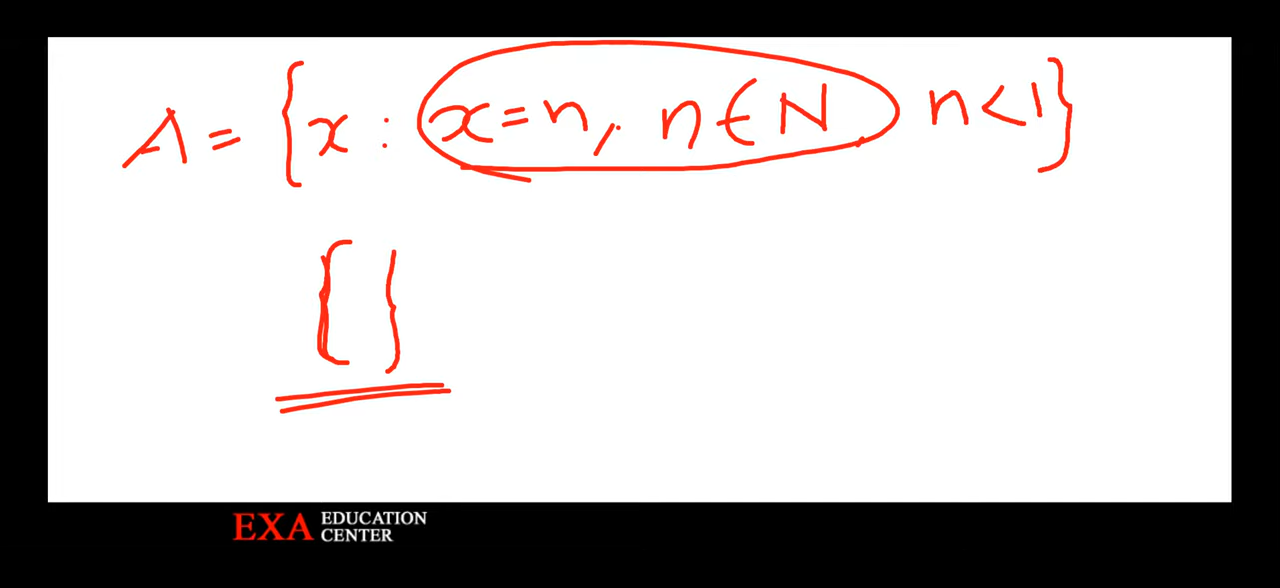 A = {x : x = n, n ∈ N n < 1}
{ }
EXA EDUCATION CENTER